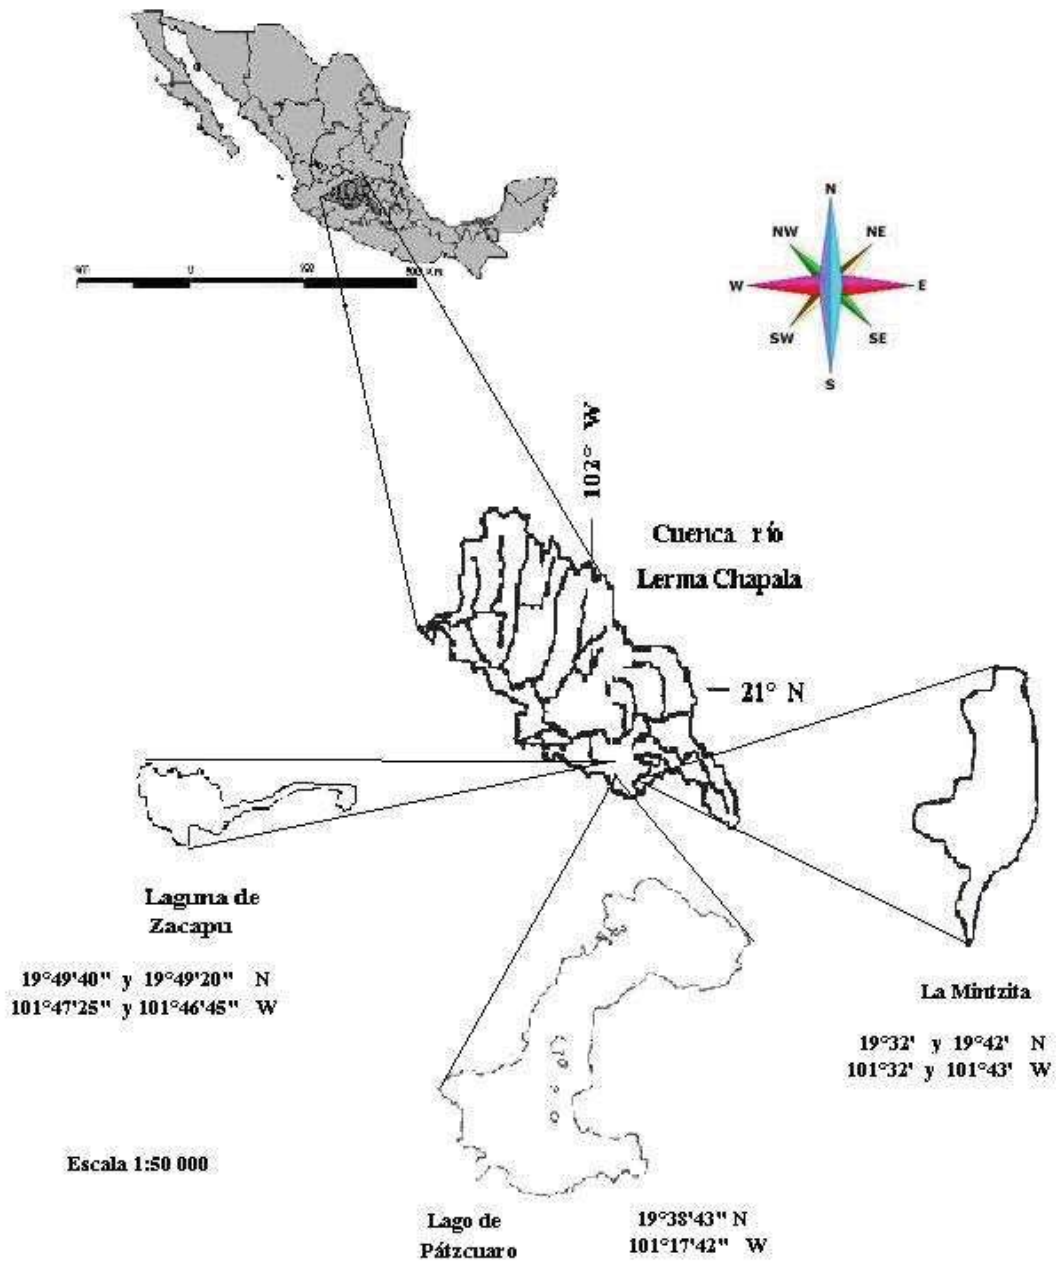 0
N
NW
NE
W
E
SW
SE
S
102° W
Cuenca río
Lerma Chapala
21° N
Laguna de
Zacapu
19°49'40" y 19°49'20" N
101°47'25" y 101°46'45" W
La Mintzita
19°32' y 19°42' N
101°32' y 101°43' W
Escala 1:50 000
Lago de
Pátzcuaro
19°38'43" N
101°17'42" W